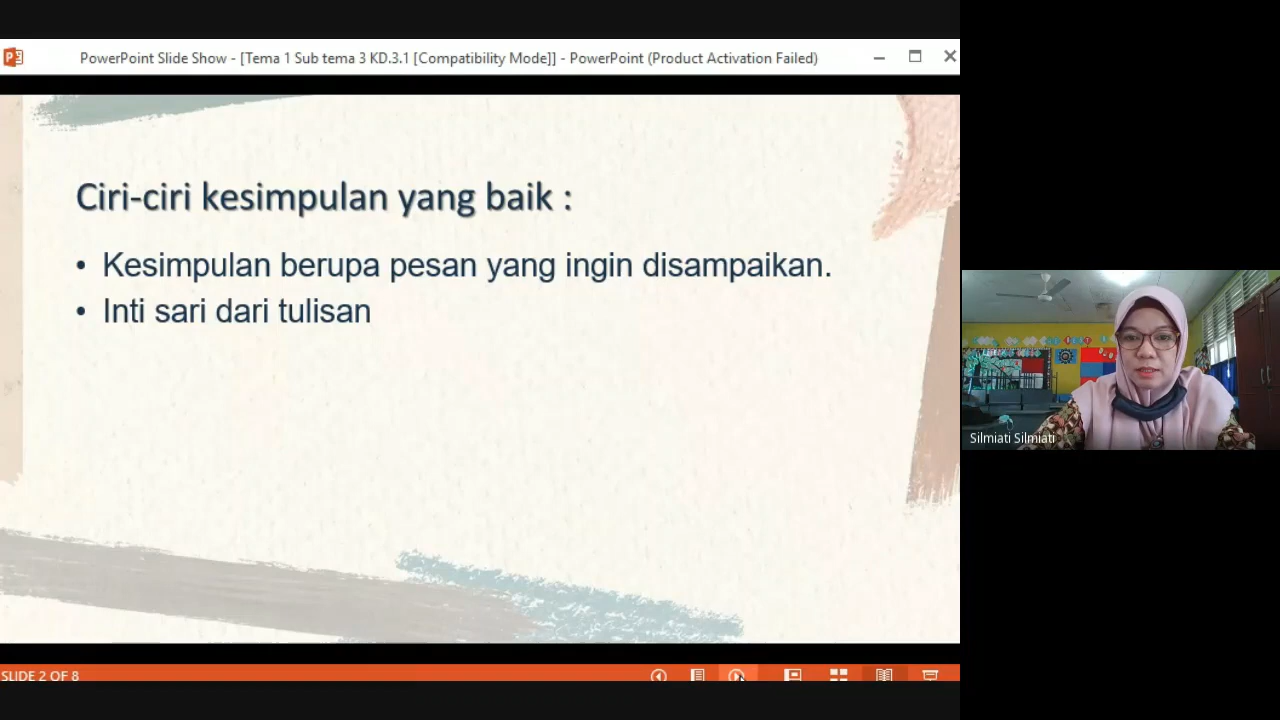 PowerPoint Slide Show - [Tema 1 Sub tema 3 KD.3.1 [Compatibility Mode]] - PowerPoint (Product Activation Failed)
Ciri-ciri kesimpulan yang baik :
• Kesimpulan berupa pesan yang ingin disampaikan.
• Inti sari dari tulisan
Silmiati Silmiati
SLIDE 2 OF 8